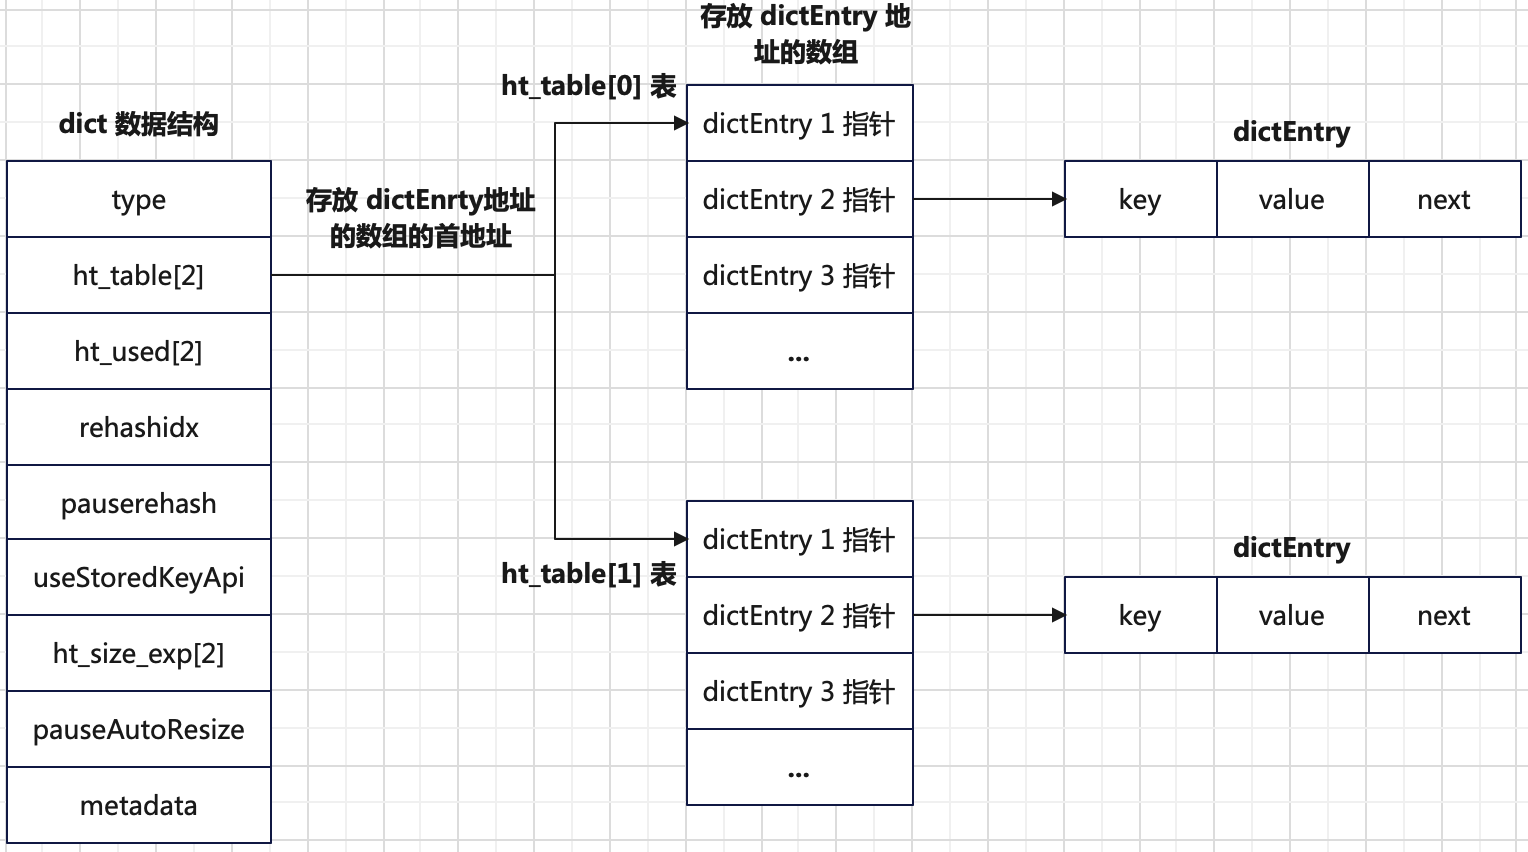 dict 数据结构
type
ht_table[2]
ht_used[2]
rehashidx
pauserehash
useStoredKeyApi
ht_size_exp[2]
pauseAutoResize
metadata
存放 dictEnrty地址
的数组的首地址
存放 dictEntry 地
址的数组
ht_table[0] 表
dictEntry 1 指针
dictEntry 2 指针
dictEntry 3 指针
...
dictEntry
key value next
ht_table[1] 表
dictEntry 1 指针
dictEntry 2 指针
dictEntry 3 指针
...
dictEntry
key value next